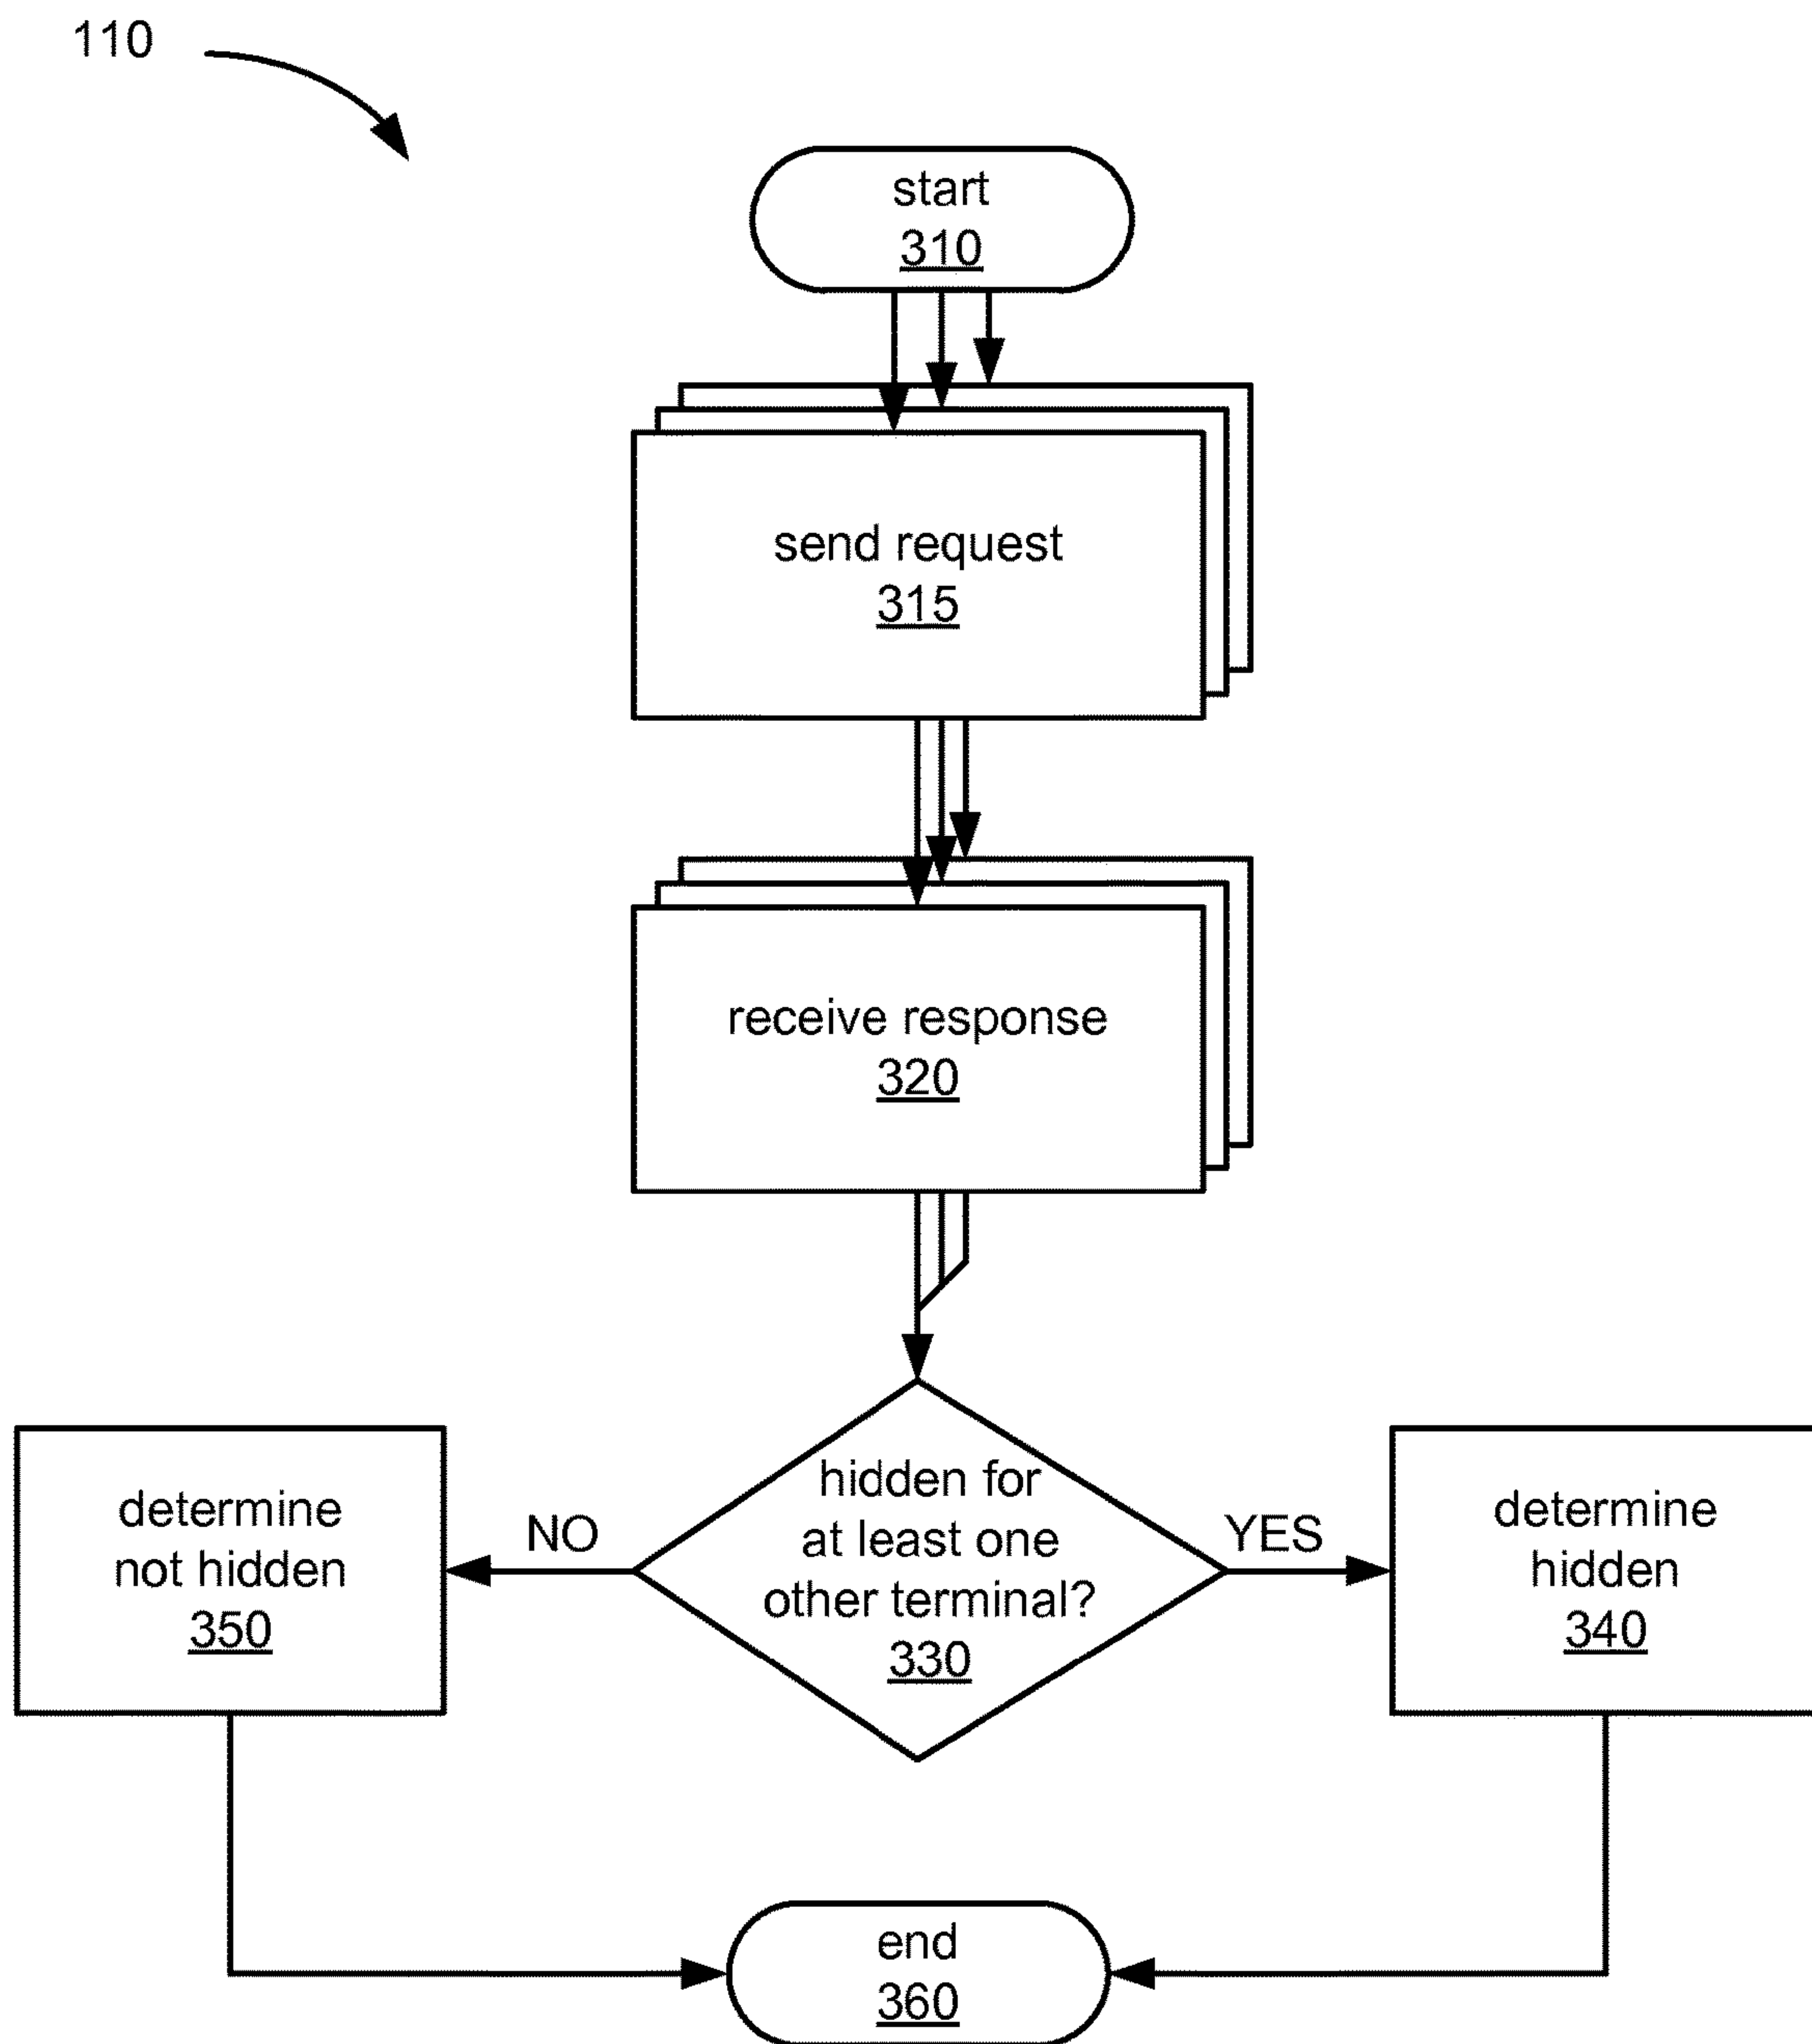 110
start
310
send request
315
receive response
320
hidden for
at least one
other terminal?
330
NO
YES
determine
not hidden
350
determine
hidden
340
end
360